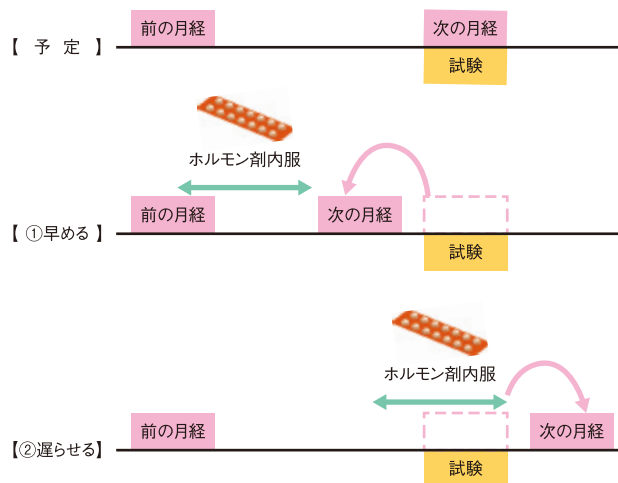 前の月経
次の月経
【 予 定 】
試験
ホルモン剤内服
前の月経
次の月経
【 ①早める 】
試験
ホルモン剤内服
前の月経
次の月経
【②遅らせる】
試験